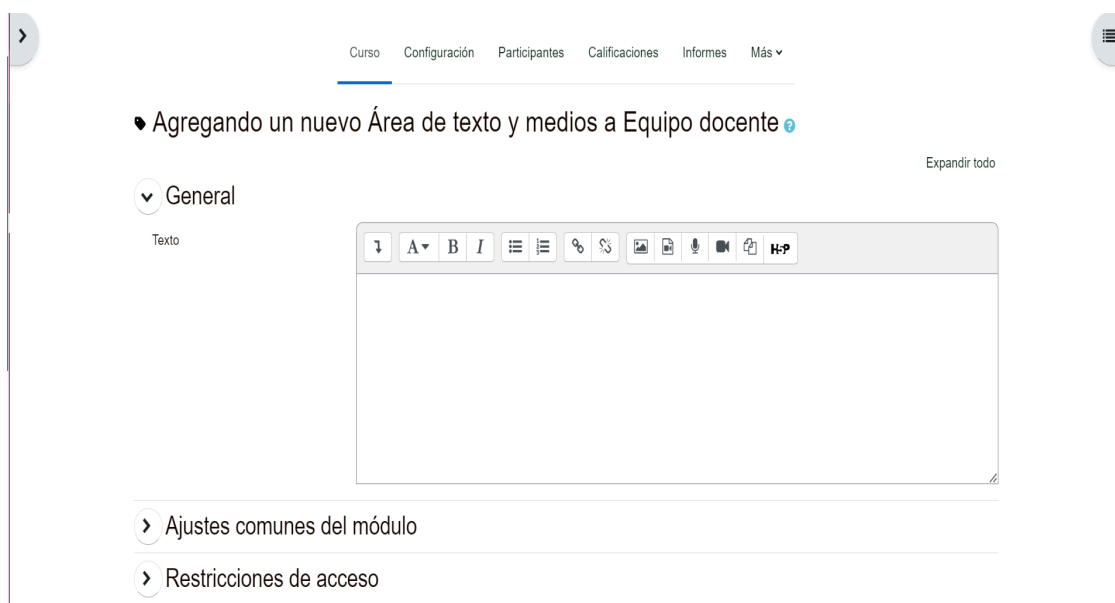 Curso Configuración Participantes Calificaciones Informes Más
Agregando un nuevo Área de texto y medios a Equipo docente
Expandir todo
General
Texto
A B I H-P
Ajustes comunes del módulo
Restricciones de acceso